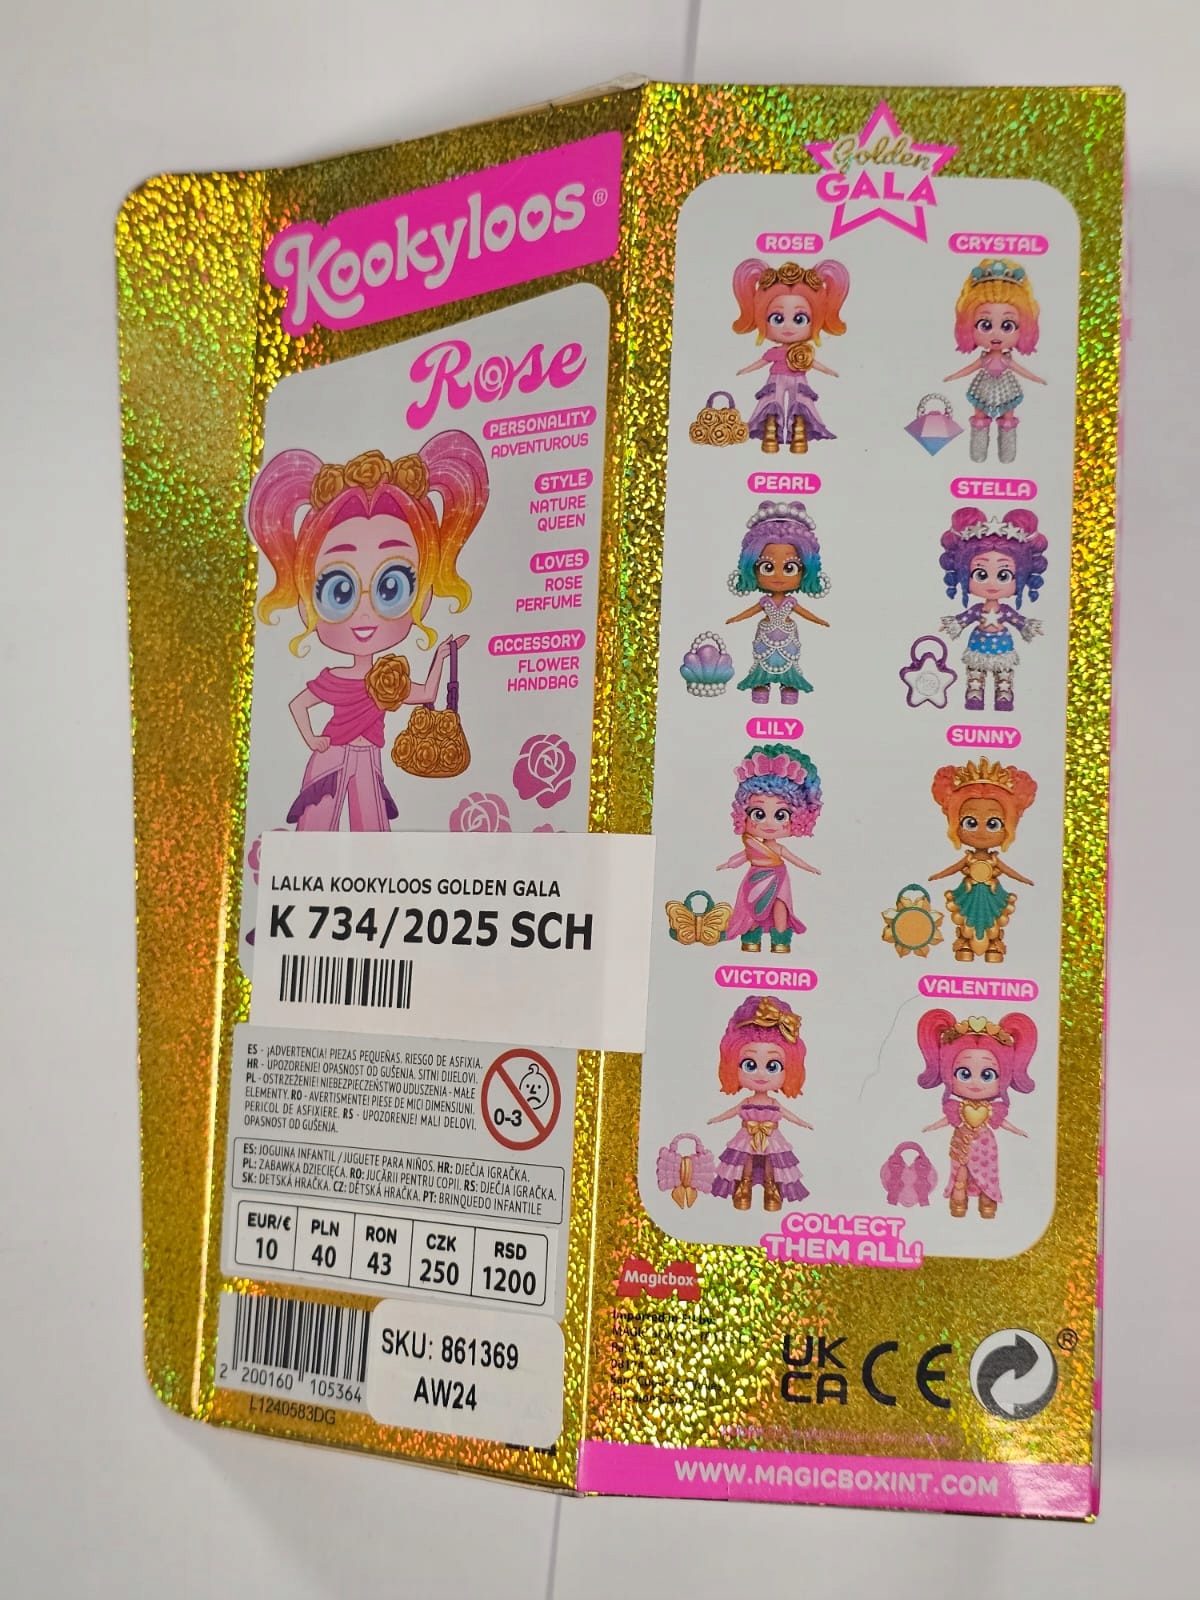 Kookyloos®
Rose
PERSONALITY
ADVENTUROUS
STYLE
NATURE
QUEEN
LOVES
ROSE
PERFUME
ACCESSORY
FLOWER
HANDBAG
LALKA KOOKYLOOS GOLDEN GALA
K 734/2025 SCH
ES - ¡ADVERTENCIA! PIEZAS PEQUEÑAS. RIESGO DE ASFIXIA.
HR - UPOZORENJE! OPASNOST OD GUŠENJA. SITNI DIJELOVI.
PL - OSTRZEŻENIE! NIEBEZPIECZEŃSTWO UDUSZENIA - MAŁE
ELEMENTY. RO - AVERTISMENTE! PIESE DE MICI DIMENSIUNI.
PERICOL DE ASFIXIERE. RS - UPOZORENJE! MALI DELOVI.
OPASNOST OD GUŠENJA.
0-3
ES: JOGUINA INFANTIL / JUGUETE PARA NIÑOS. HR: DJEČJA IGRAČKA.
PL: ZABAWKA DZIECIĘCA. RO: JUCĂRII PENTRU COPII. RS: DJEČJA IGRAČKA.
SK: DETSKÁ HRAČKA. CZ: DĚTSKÁ HRAČKA. PT: BRINQUEDO INFANTILE
EUR/€ PLN RON CZK RSD
10 40 43 250 1200
2 200160 105364
L1240583DG
SKU: 861369
AW24
Golden
GALA
ROSE CRYSTAL
PEARL STELLA
LILY SUNNY
VICTORIA VALENTINA
COLLECT
THEM ALL!
Magicbox
Imported in EU by:
UK
CA CE
®
WWW.MAGICBOXINT.COM